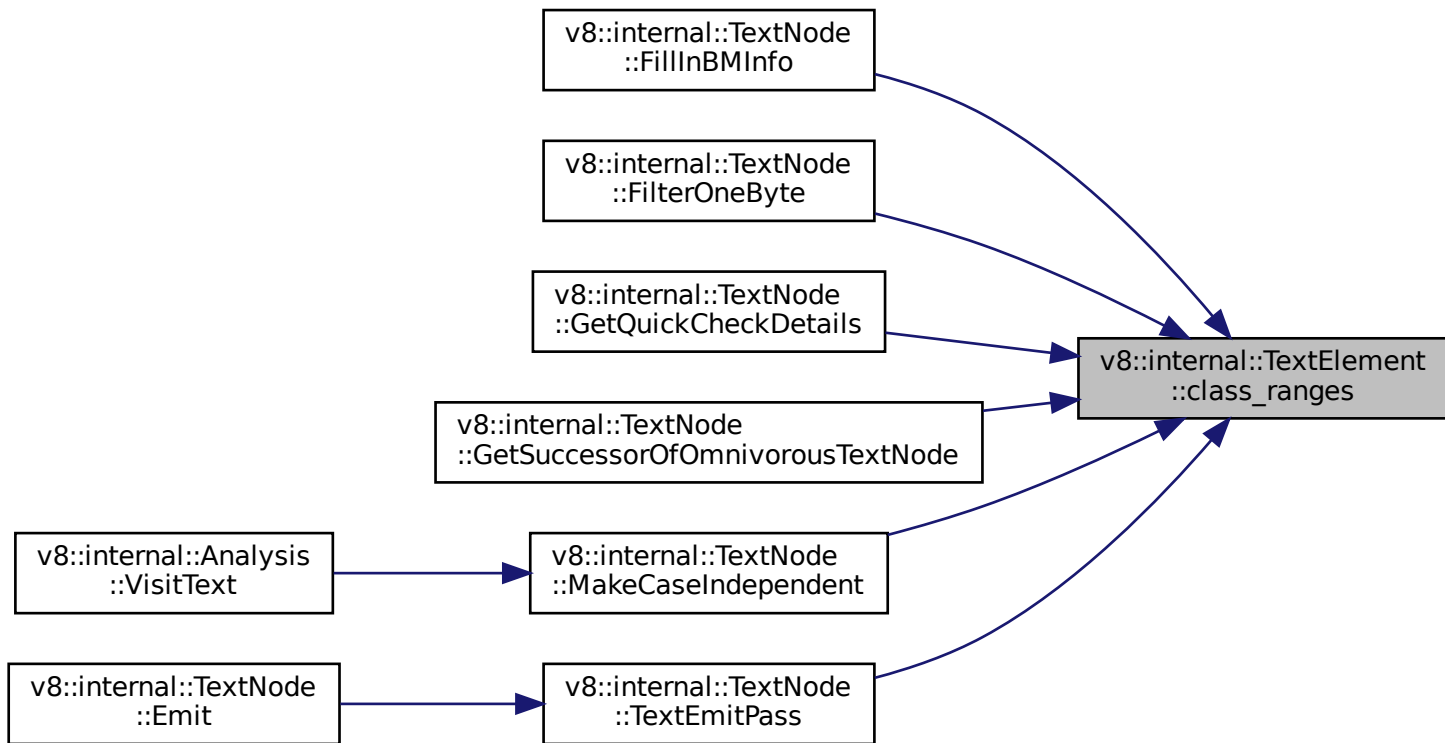 v8::internal::TextNode
::FillInBMInfo
v8::internal::TextNode
::FilterOneByte
v8::internal::TextNode
::GetQuickCheckDetails
v8::internal::TextElement
::class_ranges
v8::internal::TextNode
::GetSuccessorOfOmnivorousTextNode
v8::internal::Analysis
::VisitText
v8::internal::TextNode
::MakeCaseIndependent
v8::internal::TextNode
::Emit
v8::internal::TextNode
::TextEmitPass